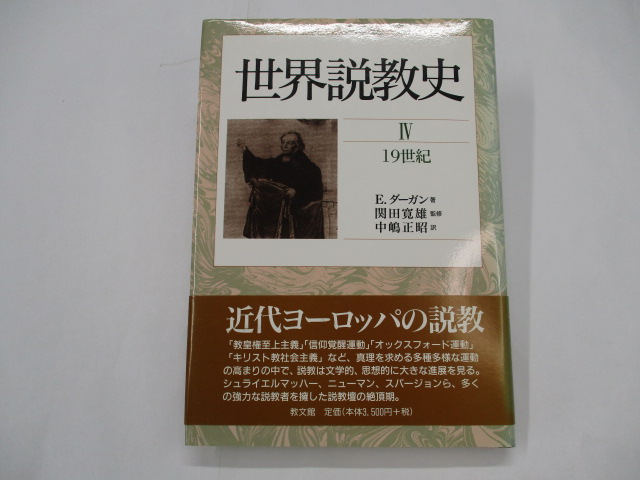 世界説教史
IV
19世紀
E.ダーガン 著
関田寛雄 監修
中嶋正昭 訳
近代ヨーロッパの説教
「教皇権至上主義」「信仰覚醒運動」「オックスフォード運動」
「キリスト教社会主義」など、真理を求める多種多様な運動
の高まりの中で、説教は文学的、思想的に大きな進展を見る。
シュライエルマッハー、ニューマン、スパージョンら、多く
の強力な説教者を擁した説教壇の絶頂期。
教文館 定価(本体3,500円+税)